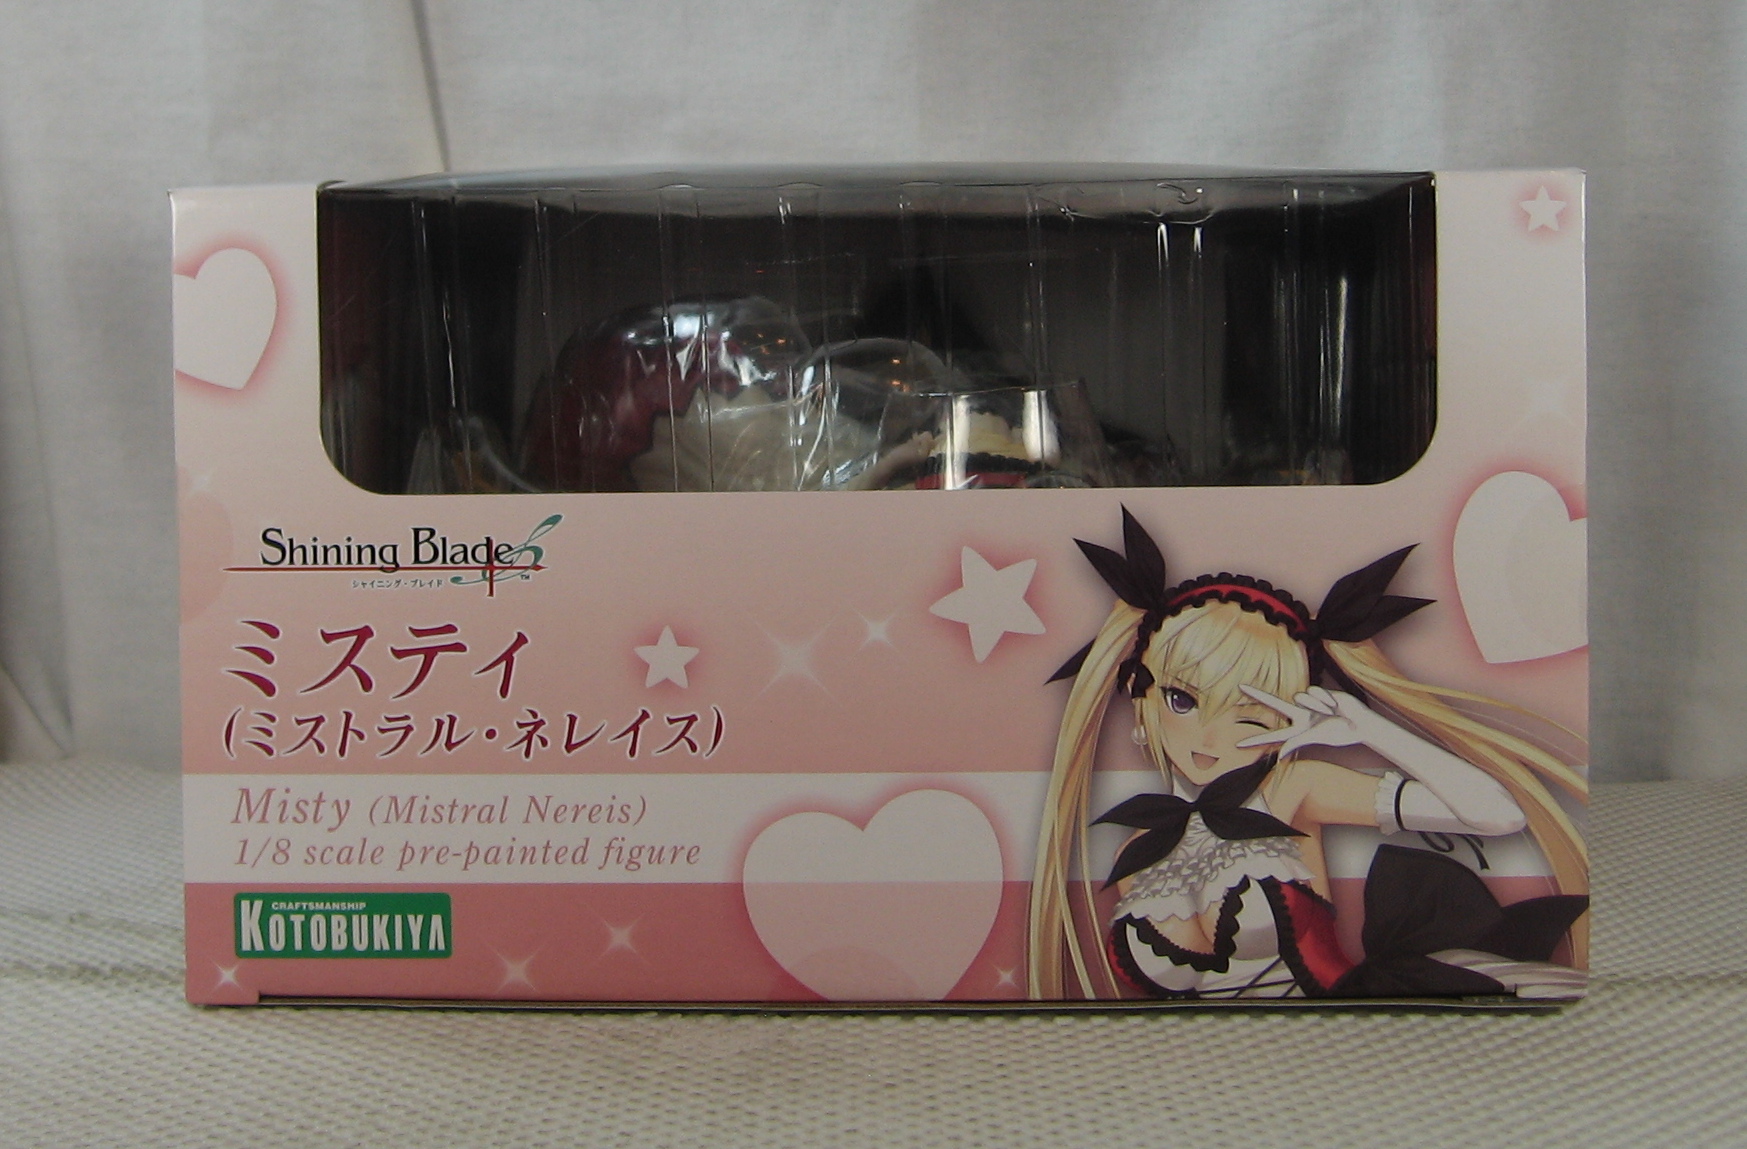 Shining Blade
シャイニング・ブレイド
TM
ミスティ
(ミストラル・ネレイス)
Misty (Mistral Nereis)
1/8 scale pre-painted figure
CRAFTSMANSHIP
KOTOBUKIYA